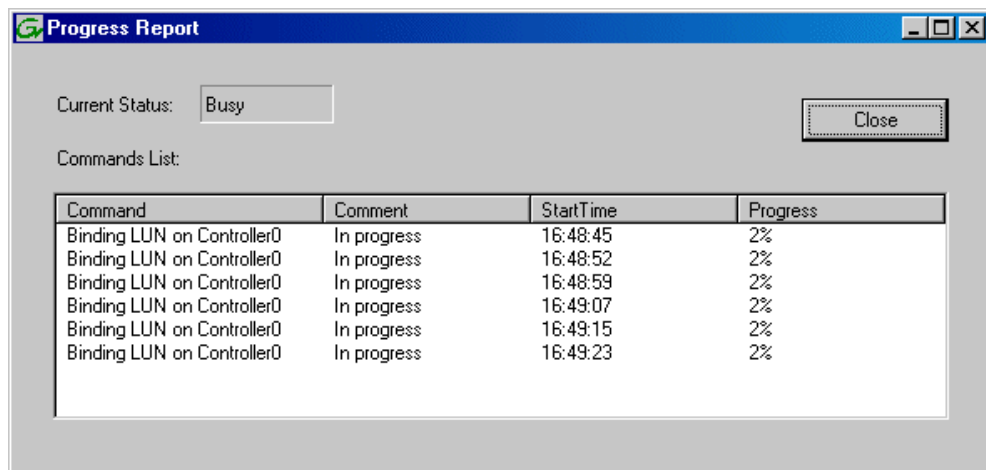 Progress Report
Current Status: Busy
Close
Commands List:
Command Comment StartTime Progress
Binding LUN on Controller0 In progress 16:48:45 2%
Binding LUN on Controller0 In progress 16:48:52 2%
Binding LUN on Controller0 In progress 16:48:59 2%
Binding LUN on Controller0 In progress 16:49:07 2%
Binding LUN on Controller0 In progress 16:49:15 2%
Binding LUN on Controller0 In progress 16:49:23 2%